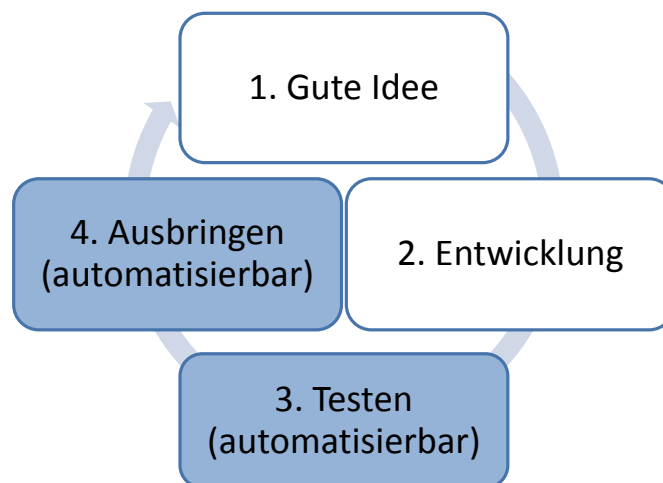 1. Gute Idee
2. Entwicklung
3. Testen
(automatisierbar)
4. Ausbringen
(automatisierbar)